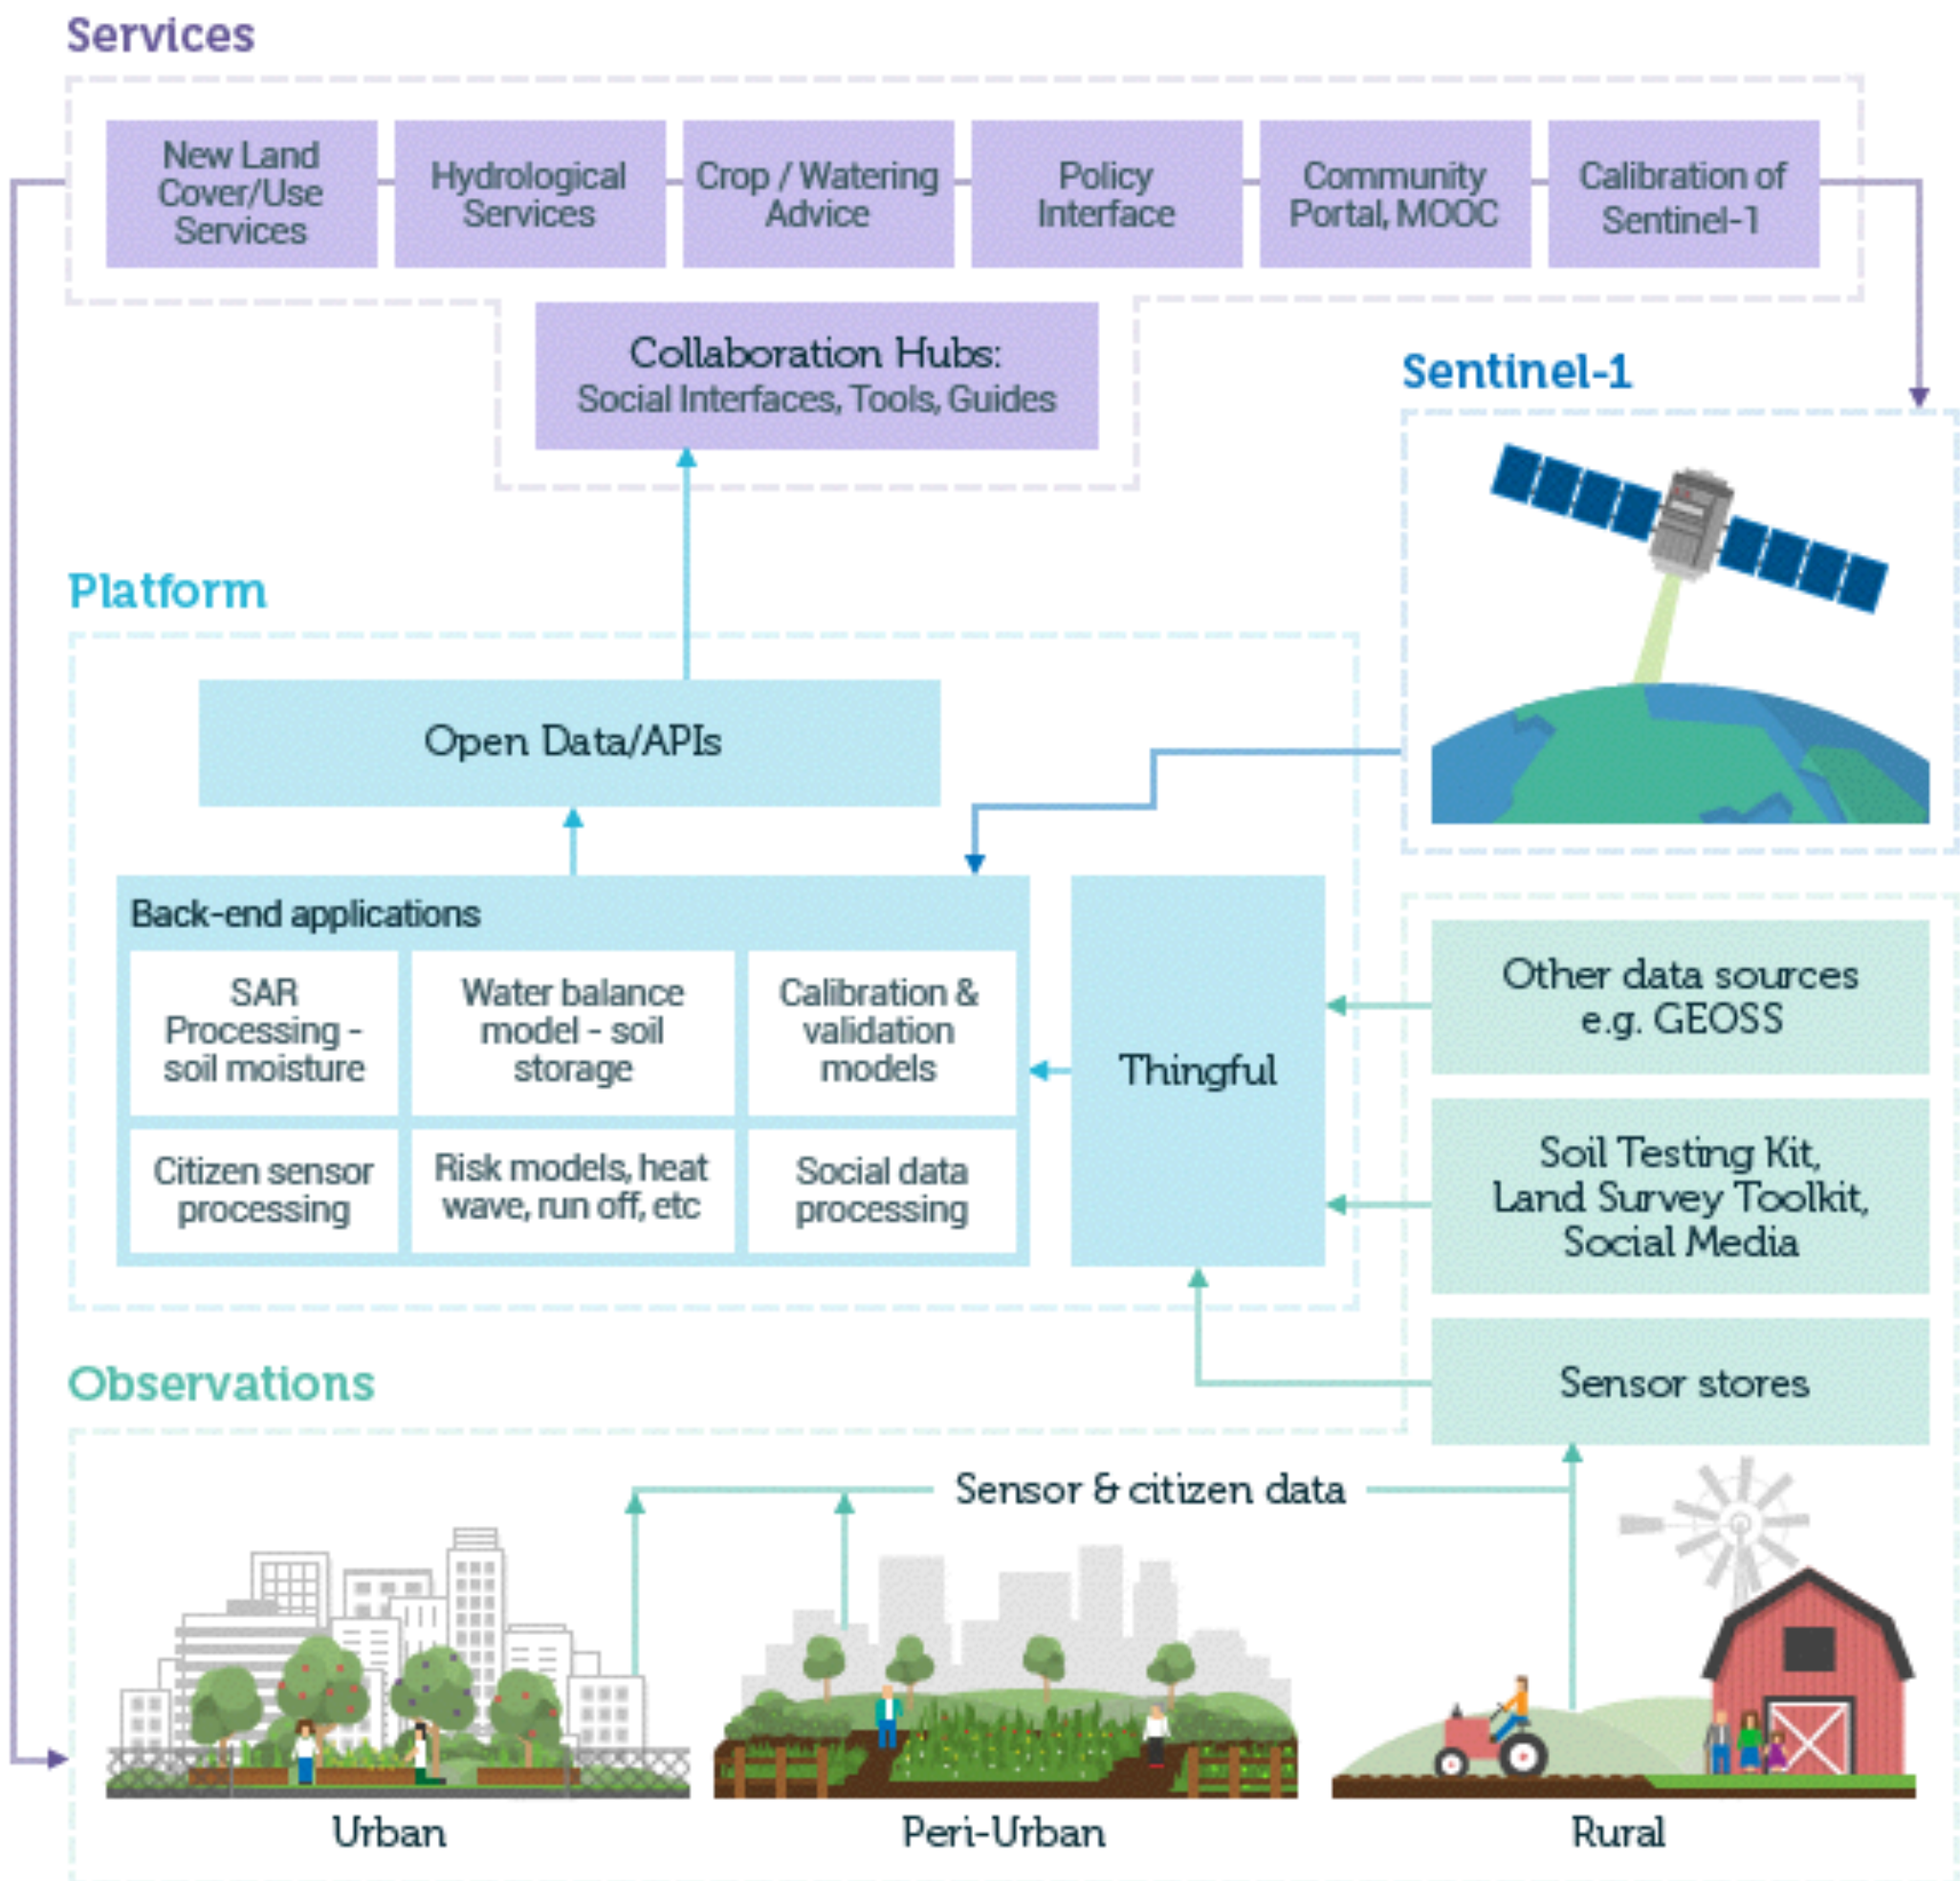 Services
New Land
Cover/Use
Services
Hydrological
Services
Crop / Watering
Advice
Policy
Interface
Community
Portal, MOOC
Calibration of
Sentinel-1
Collaboration Hubs:
Social Interfaces, Tools, Guides
Sentinel-1
Platform
Open Data/APIs
Back-end applications
SAR
Processing -
soil moisture
Water balance
model - soil
storage
Calibration &
validation
models
Citizen sensor
processing
Risk models, heat
wave, run off, etc
Social data
processing
Thingful
Other data sources
e.g. GEOSS
Soil Testing Kit,
Land Survey Toolkit,
Social Media
Sensor stores
Observations
Sensor & citizen data
Urban
Peri-Urban
Rural